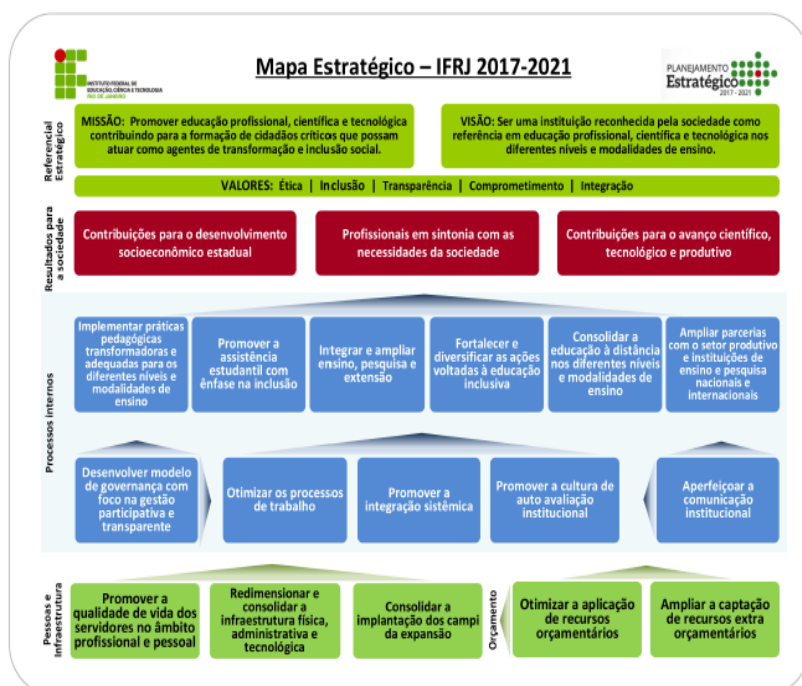 INSTITUTO FEDERAL
EDUCAÇÃO, CIÊNCIA E TECNOLOGIA
RIO DE JANEIRO
Mapa Estratégico – IFRJ 2017-2021
PLANEJAMENTO
Estratégico
2017 - 2021
Referencial
Estratégico
MISSÃO: Promover educação profissional, científica e tecnológica
contribuindo para a formação de cidadãos críticos que possam
atuar como agentes de transformação e inclusão social.
VISÃO: Ser uma instituição reconhecida pela sociedade como
referência em educação profissional, científica e tecnológica nos
diferentes níveis e modalidades de ensino.
VALORES: Ética | Inclusão | Transparência | Comprometimento | Integração
Resultados para
a sociedade
Contribuições para o desenvolvimento
socioeconômico estadual
Profissionais em sintonia com as
necessidades da sociedade
Contribuições para o avanço científico,
tecnológico e produtivo
Processos internos
Implementar práticas
pedagógicas
transformadoras e
adequadas para os
diferentes níveis e
modalidades de
ensino
Promover a
assistência
estudantil com
ênfase na inclusão
Integrar e ampliar
ensino, pesquisa e
extensão
Fortalecer e
diversificar as ações
voltadas à educação
inclusiva
Consolidar a
educação à distância
nos diferentes níveis
e modalidades de
ensino
Ampliar parcerias
com o setor produtivo
e instituições de
ensino e pesquisa
nacionais e
internacionais
Desenvolver modelo
de governança com
foco na gestão
participativa e
transparente
Otimizar os processos
de trabalho
Promover a
integração sistêmica
Promover a cultura de
auto avaliação
institucional
Aperfeiçoar a
comunicação
institucional
Pessoas e
Infraestrutura
Promover a
qualidade de vida dos
servidores no âmbito
profissional e pessoal
Redimensionar e
consolidar a
infraestrutura física,
administrativa e
tecnológica
Consolidar a
implantação dos campi
da expansão
Orçamento
Otimizar a aplicação
de recursos
orçamentários
Ampliar a captação
de recursos extra
orçamentários